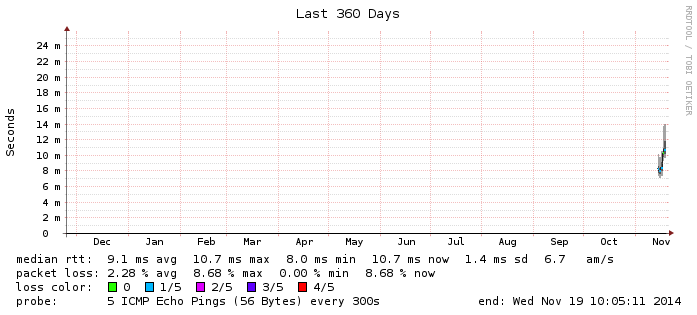 Last 360 Days
RRDTOOL / TOBI OETIKER
Seconds
24 m
22 m
20 m
18 m
16 m
14 m
12 m
10 m
8 m
6 m
4 m
2 m
0
Dec Jan Feb Mar Apr May Jun Jul Aug Sep Oct Nov
median rtt: 9.1 ms avg 10.7 ms max 8.0 ms min 10.7 ms now 1.4 ms sd 6.7 am/s
packet loss: 2.28 % avg 8.68 % max 0.00 % min 8.68 % now
loss color: 0 1/5 2/5 3/5 4/5
probe: 5 ICMP Echo Pings (56 Bytes) every 300s end: Wed Nov 19 10:05:11 2014